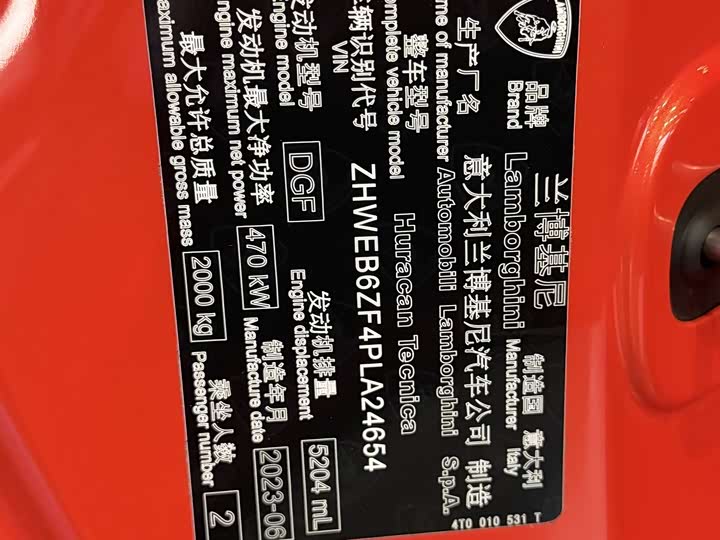 LAMBORGHINI
品牌 兰博基尼 制造国 意大利
Brand Lamborghini Manufacturer Italy
生产厂名 意大利兰博基尼汽车公司 制造
me of manufacturer Automobili Lamborghini S.p.A.
整车型号
omplete vehicle model Huracan Tecnica
车辆识别代号
VIN ZHWEB6ZF4PLA24654
发动机型号 DGF 发动机排量 5204 mL
Engine model Engine displacement
发动机最大净功率 470 kW 制造年月 2023-06
Engine maximum net power Manufacture date
最大允许总质量 2000 kg 乘坐人数 2
maximum allowable gross mass Passenger number
4T0 010 531 T